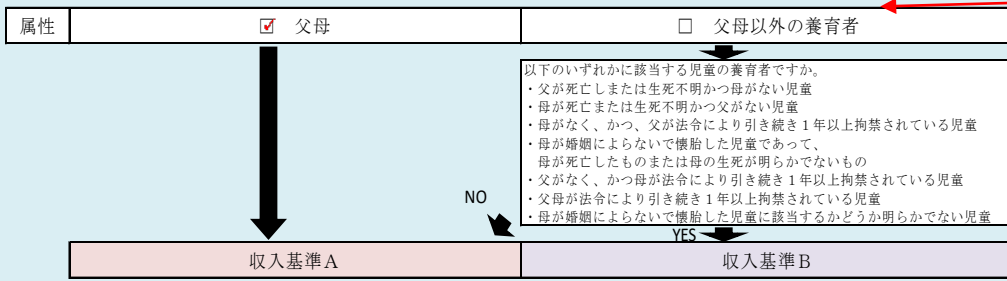 属性 ☑ 父母 □ 父母以外の養育者
以下のいずれかに該当する児童の養育者ですか。
・父が死亡しまたは生死不明かつ母がない児童
・母が死亡または生死不明かつ父がない児童
・母がなく、かつ、父が法令により引き続き１年以上拘禁されている児童
・母が婚姻によらないで懐胎した児童であって、
母が死亡したものまたは母の生死が明らかでないもの
・父がなく、かつ母が法令により引き続き１年以上拘禁されている児童
・父母が法令により引き続き１年以上拘禁されている児童
・母が婚姻によらないで懐胎した児童に該当するかどうか明らかでない児童
NO
YES
収入基準A 収入基準B